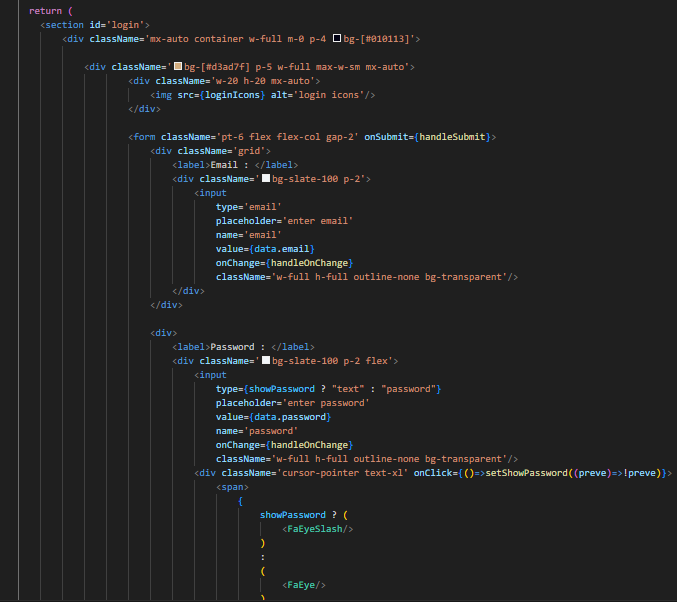 return (
<section id='login'>
<div className='mx-auto container w-full m-0 p-4 bg-[#010113]'>
<div className='bg-[#d3ad7f] p-5 w-full max-w-sm mx-auto'>
<div className='w-20 h-20 mx-auto'>
<img src={loginIcons} alt='login icons'/>
</div>
<form className='pt-6 flex flex-col gap-2' onSubmit={handleSubmit}>
<div className='grid'>
<label>Email : </label>
<div className='bg-slate-100 p-2'>
<input
type='email'
placeholder='enter email'
name='email'
value={data.email}
onChange={handleOnChange}
className='w-full h-full outline-none bg-transparent'/>
</div>
</div>
<div>
<label>Password : </label>
<div className='bg-slate-100 p-2 flex'>
<input
type={showPassword ? "text" : "password"}
placeholder='enter password'
value={data.password}
name='password'
onChange={handleOnChange}
className='w-full h-full outline-none bg-transparent'/>
<div className='cursor-pointer text-xl' onClick={()=>setShowPassword((preve)=>!preve)}>
<span>
{
showPassword ? (
<FaEyeSlash/>
)
:
(
<FaEye/>
)